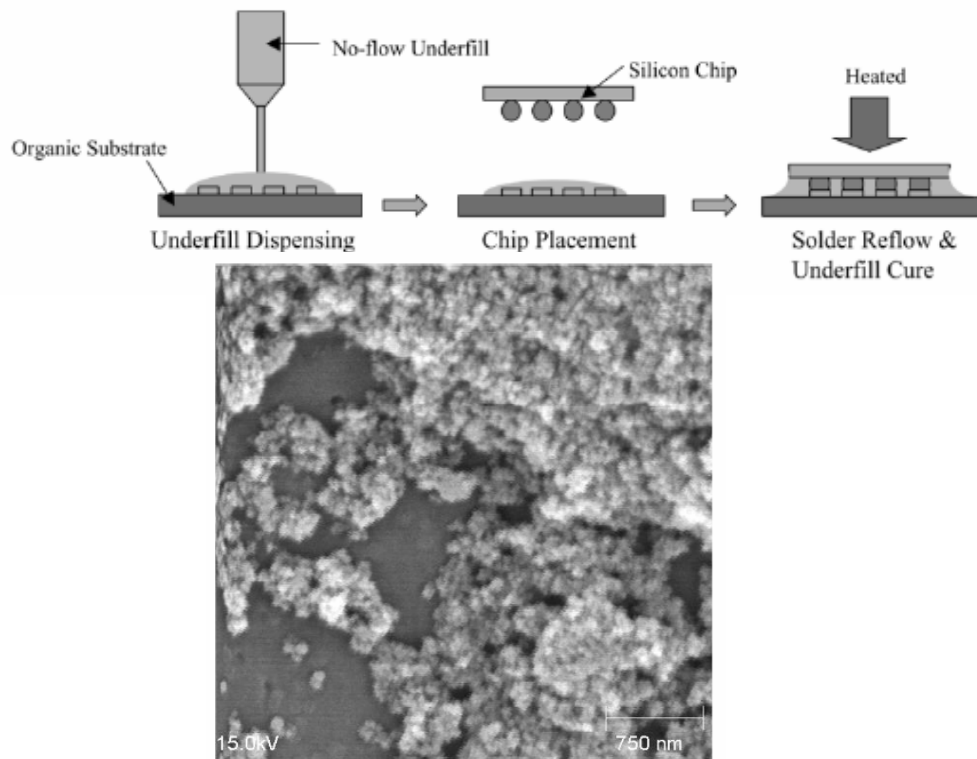 No-flow Underfill
Silicon Chip
Heated
Organic Substrate
Underfill Dispensing
Chip Placement
Solder Reflow &
Underfill Cure
15.0kV
750 nm